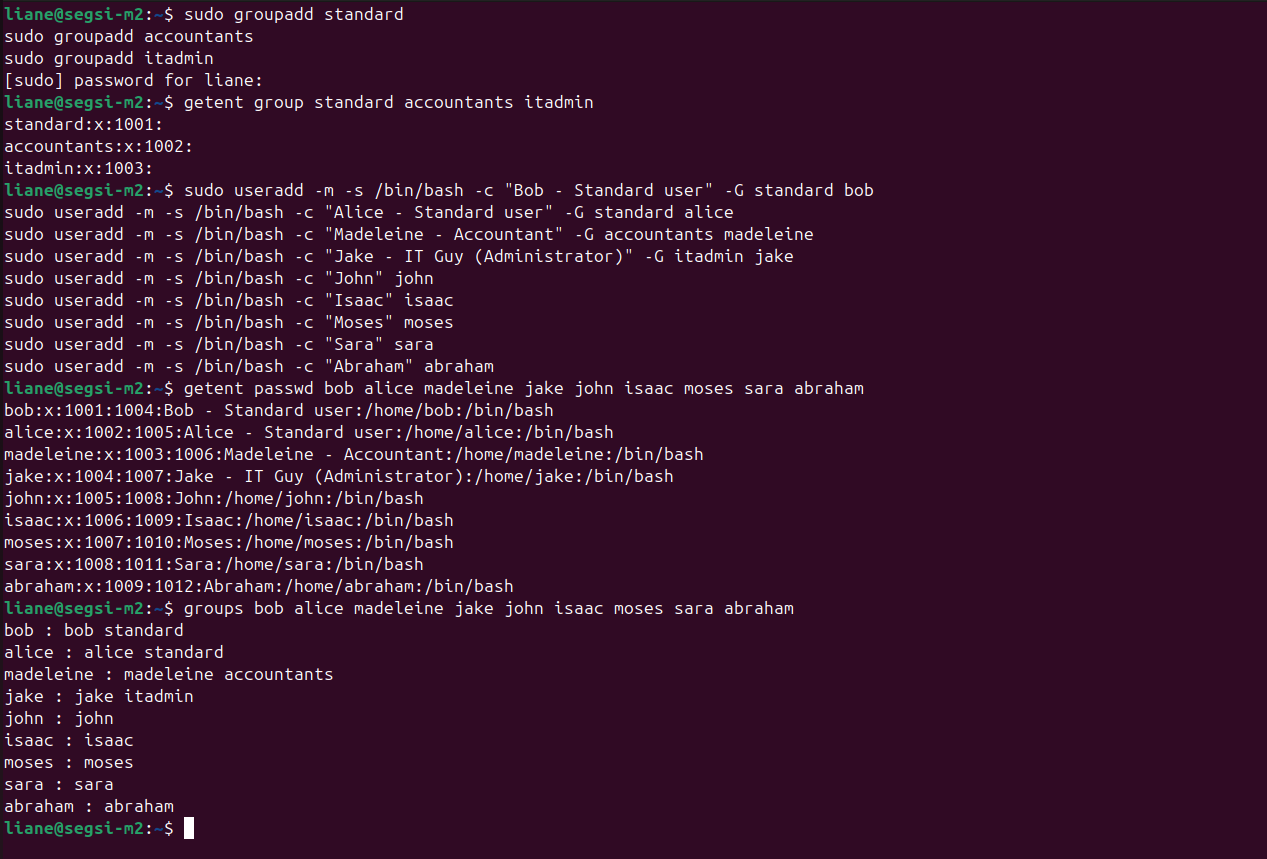 liane@segsi-m2:~$ sudo groupadd standard
sudo groupadd accountants
sudo groupadd itadmin
[sudo] password for liane:
liane@segsi-m2:~$ getent group standard accountants itadmin
standard:x:1001:
accountants:x:1002:
itadmin:x:1003:
liane@segsi-m2:~$ sudo useradd -m -s /bin/bash -c "Bob - Standard user" -G standard bob
sudo useradd -m -s /bin/bash -c "Alice - Standard user" -G standard alice
sudo useradd -m -s /bin/bash -c "Madeleine - Accountant" -G accountants madeleine
sudo useradd -m -s /bin/bash -c "Jake - IT Guy (Administrator)" -G itadmin jake
sudo useradd -m -s /bin/bash -c "John" john
sudo useradd -m -s /bin/bash -c "Isaac" isaac
sudo useradd -m -s /bin/bash -c "Moses" moses
sudo useradd -m -s /bin/bash -c "Sara" sara
sudo useradd -m -s /bin/bash -c "Abraham" abraham
liane@segsi-m2:~$ getent passwd bob alice madeleine jake john isaac moses sara abraham
bob:x:1001:1004:Bob - Standard user:/home/bob:/bin/bash
alice:x:1002:1005:Alice - Standard user:/home/alice:/bin/bash
madeleine:x:1003:1006:Madeleine - Accountant:/home/madeleine:/bin/bash
jake:x:1004:1007:Jake - IT Guy (Administrator):/home/jake:/bin/bash
john:x:1005:1008:John:/home/john:/bin/bash
isaac:x:1006:1009:Isaac:/home/isaac:/bin/bash
moses:x:1007:1010:Moses:/home/moses:/bin/bash
sara:x:1008:1011:Sara:/home/sara:/bin/bash
abraham:x:1009:1012:Abraham:/home/abraham:/bin/bash
liane@segsi-m2:~$ groups bob alice madeleine jake john isaac moses sara abraham
bob : bob standard
alice : alice standard
madeleine : madeleine accountants
jake : jake itadmin
john : john
isaac : isaac
moses : moses
sara : sara
abraham : abraham
liane@segsi-m2:~$